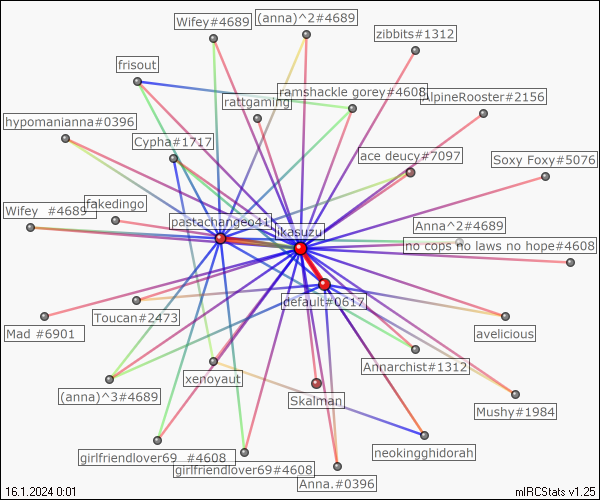 Wifey#4689
(anna)^2#4689
zibbits#1312
frisout
ramshackle gorey#4608
rattgaming
AlpineRooster#2156
hypomanianna#0396
Cypha#1717
ace deucy#7097
Soxy Foxy#5076
fakedingo
Wifey_#4689
pastachangeo41
ikasuzu
Anna^2#4689
no cops no laws no hope#4608
default#0617
Toucan#2473
Mad_#6901
avelicious
Annarchist#1312
xenoyaut
(anna)^3#4689
Skalman
Mushy#1984
neokingghidorah
girlfriendlover69_#4608
girlfriendlover69#4608
Anna.#0396
16.1.2024 0:01
mIRCStats v1.25